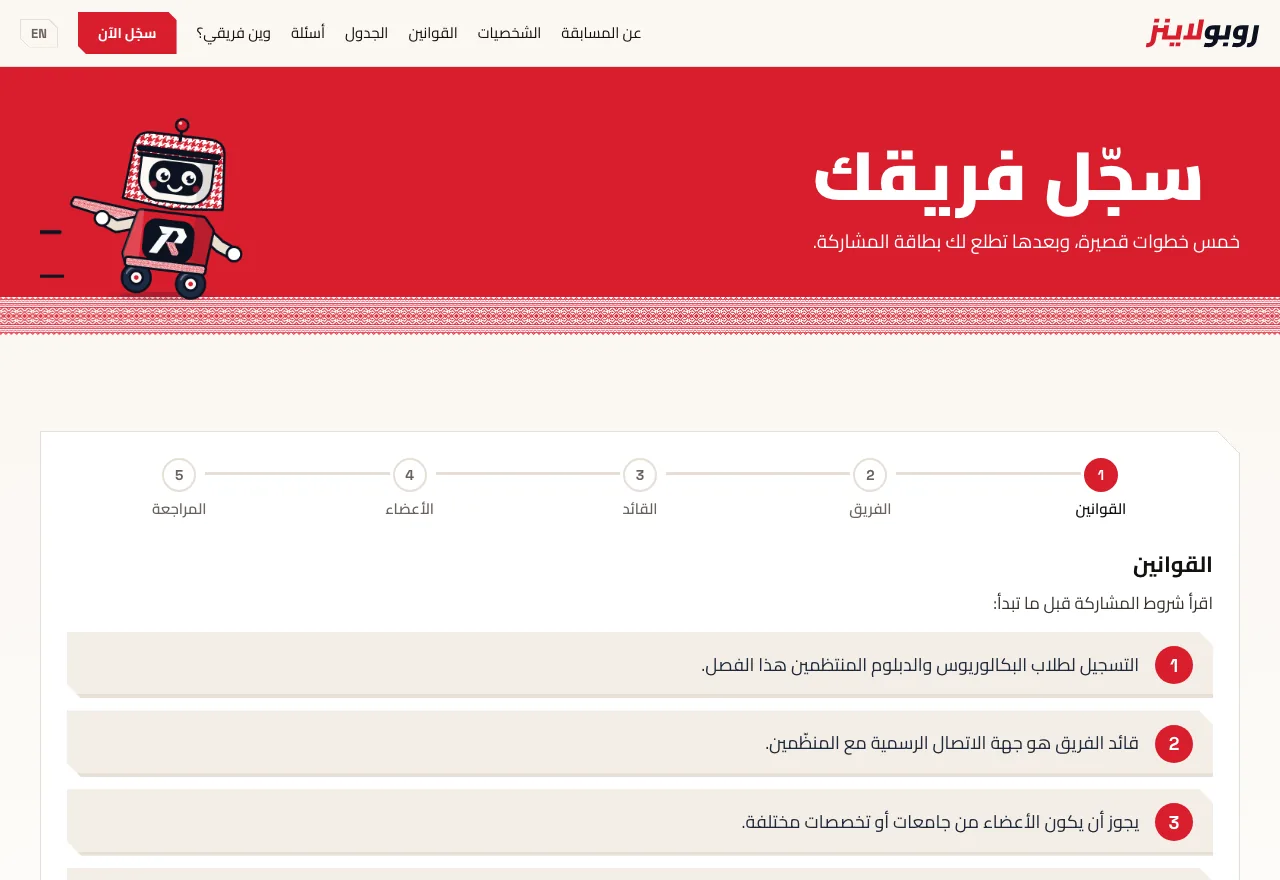 روبولاينز
عن المسابقة
الشخصيات
القوانين
الجدول
أسئلة
وين فريقي؟
سجّل الآن
EN
سجّل فريقك
خمس خطوات قصيرة، وبعدها تطلع لك بطاقة المشاركة.
R
1
2
3
4
5
القوانين
الفريق
القائد
الأعضاء
المراجعة
القوانين
اقرأ شروط المشاركة قبل ما تبدأ:
1 التسجيل لطلاب البكالوريوس والدبلوم المنتظمين هذا الفصل.
2 قائد الفريق هو جهة الاتصال الرسمية مع المنظّمين.
3 يجوز أن يكون الأعضاء من جامعات أو تخصصات مختلفة.